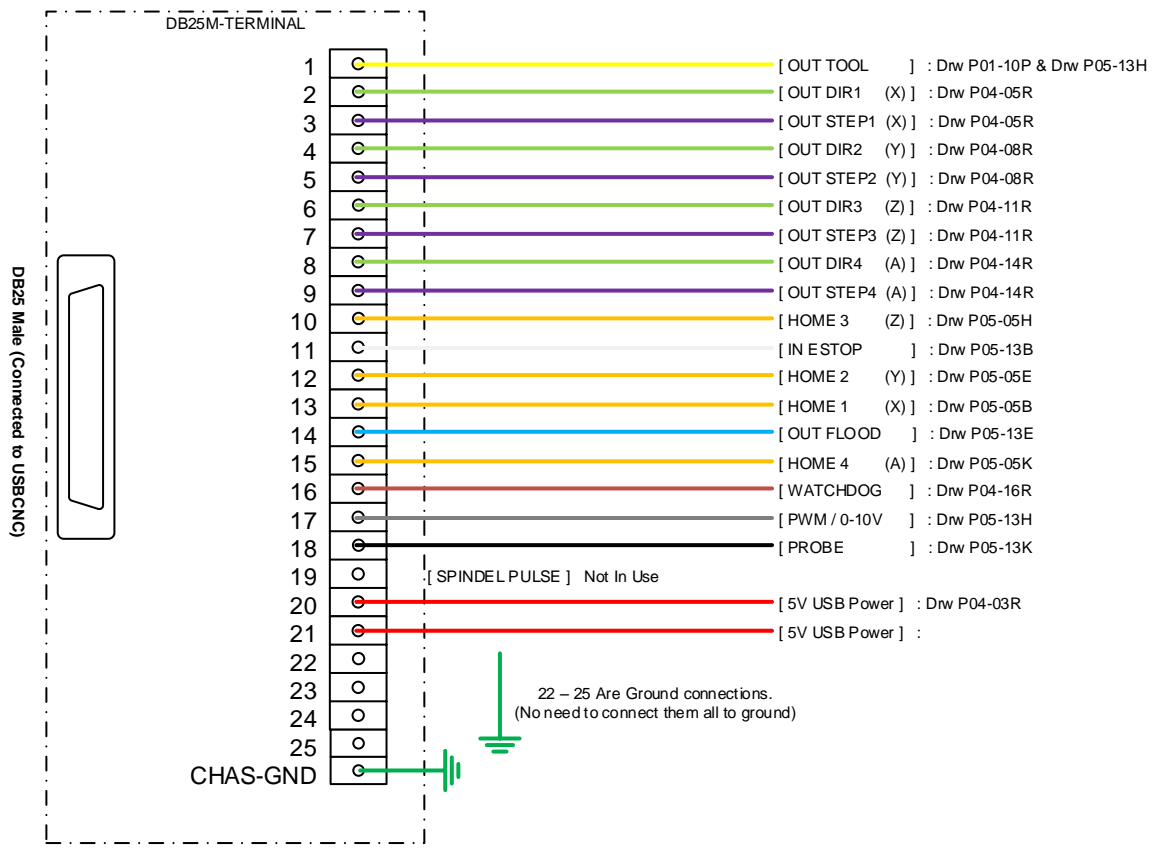 DB25M-TERMINAL
1 [ OUT TOOL ] : Drw P01-10P & Drw P05-13H
2 [ OUT DIR1 (X) ] : Drw P04-05R
3 [ OUT STEP1 (X) ] : Drw P04-05R
4 [ OUT DIR2 (Y) ] : Drw P04-08R
5 [ OUT STEP2 (Y) ] : Drw P04-08R
6 [ OUT DIR3 (Z) ] : Drw P04-11R
7 [ OUT STEP3 (Z) ] : Drw P04-11R
8 [ OUT DIR4 (A) ] : Drw P04-14R
9 [ OUT STEP4 (A) ] : Drw P04-14R
10 [ HOME 3 (Z) ] : Drw P05-05H
11 [ IN ESTOP ] : Drw P05-13B
12 [ HOME 2 (Y) ] : Drw P05-05E
13 [ HOME 1 (X) ] : Drw P05-05B
14 [ OUT FLOOD ] : Drw P05-13E
15 [ HOME 4 (A) ] : Drw P05-05K
16 [ WATCHDOG ] : Drw P04-16R
17 [ PWM / 0-10V ] : Drw P05-13H
18 [ PROBE ] : Drw P05-13K
19 [ SPINDEL PULSE ] Not In Use
20 [ 5V USB Power ] : Drw P04-03R
21 [ 5V USB Power ] :
22
23
24
25
CHAS-GND
22 – 25 Are Ground connections.
(No need to connect them all to ground)
DB25 Male (Connected to USBCNC)